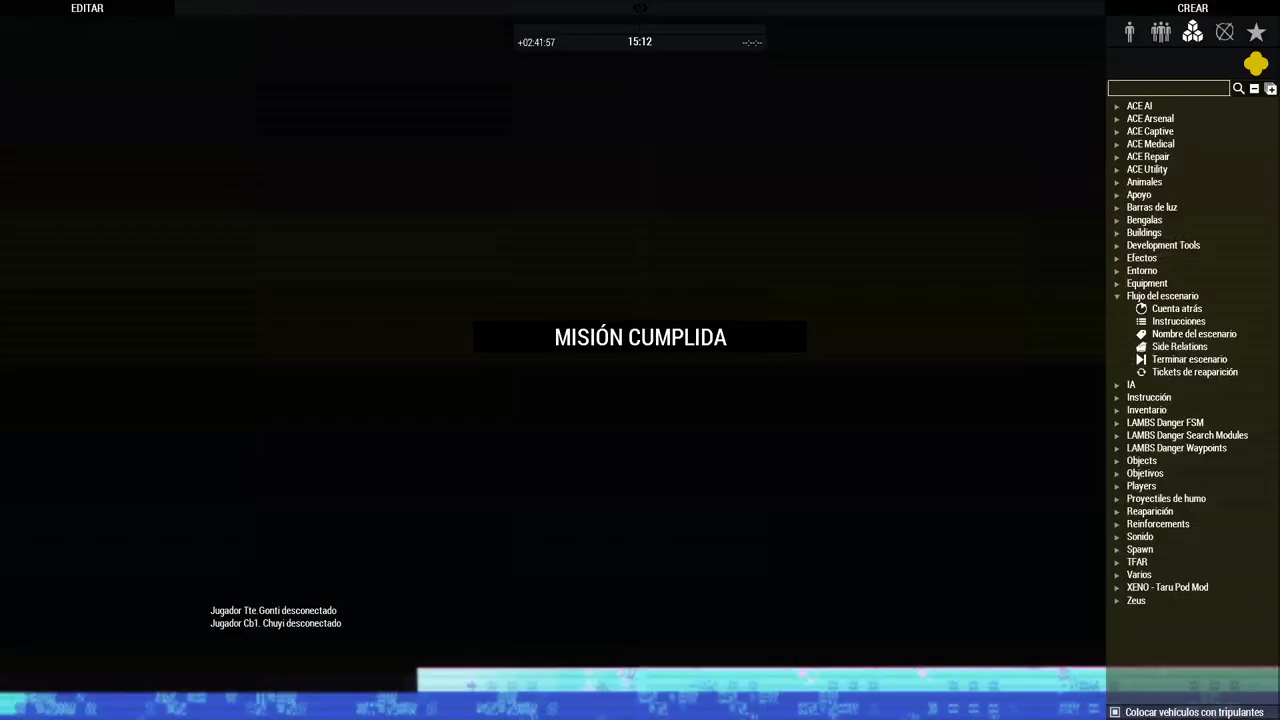 EDITAR
CREAR
+02:41:57
15:12
--:--:--
ACE AI
ACE Arsenal
ACE Captive
ACE Medical
ACE Repair
ACE Utility
Animales
Apoyo
Barras de luz
Bengalas
Buildings
Development Tools
Efectos
Entorno
Equipment
Flujo del escenario
Cuenta atrás
Instrucciones
Nombre del escenario
Side Relations
Terminar escenario
Tickets de reaparición
IA
Instrucción
Inventario
LAMBS Danger FSM
LAMBS Danger Search Modules
LAMBS Danger Waypoints
Objects
Objetivos
Players
Proyectiles de humo
Reaparición
Reinforcements
Sonido
Spawn
TFAR
Varios
XENO - Taru Pod Mod
Zeus
MISIÓN CUMPLIDA
Jugador Tte.Gonti desconectado
Jugador Cb1. Chuyi desconectado
Colocar vehículos con tripulantes